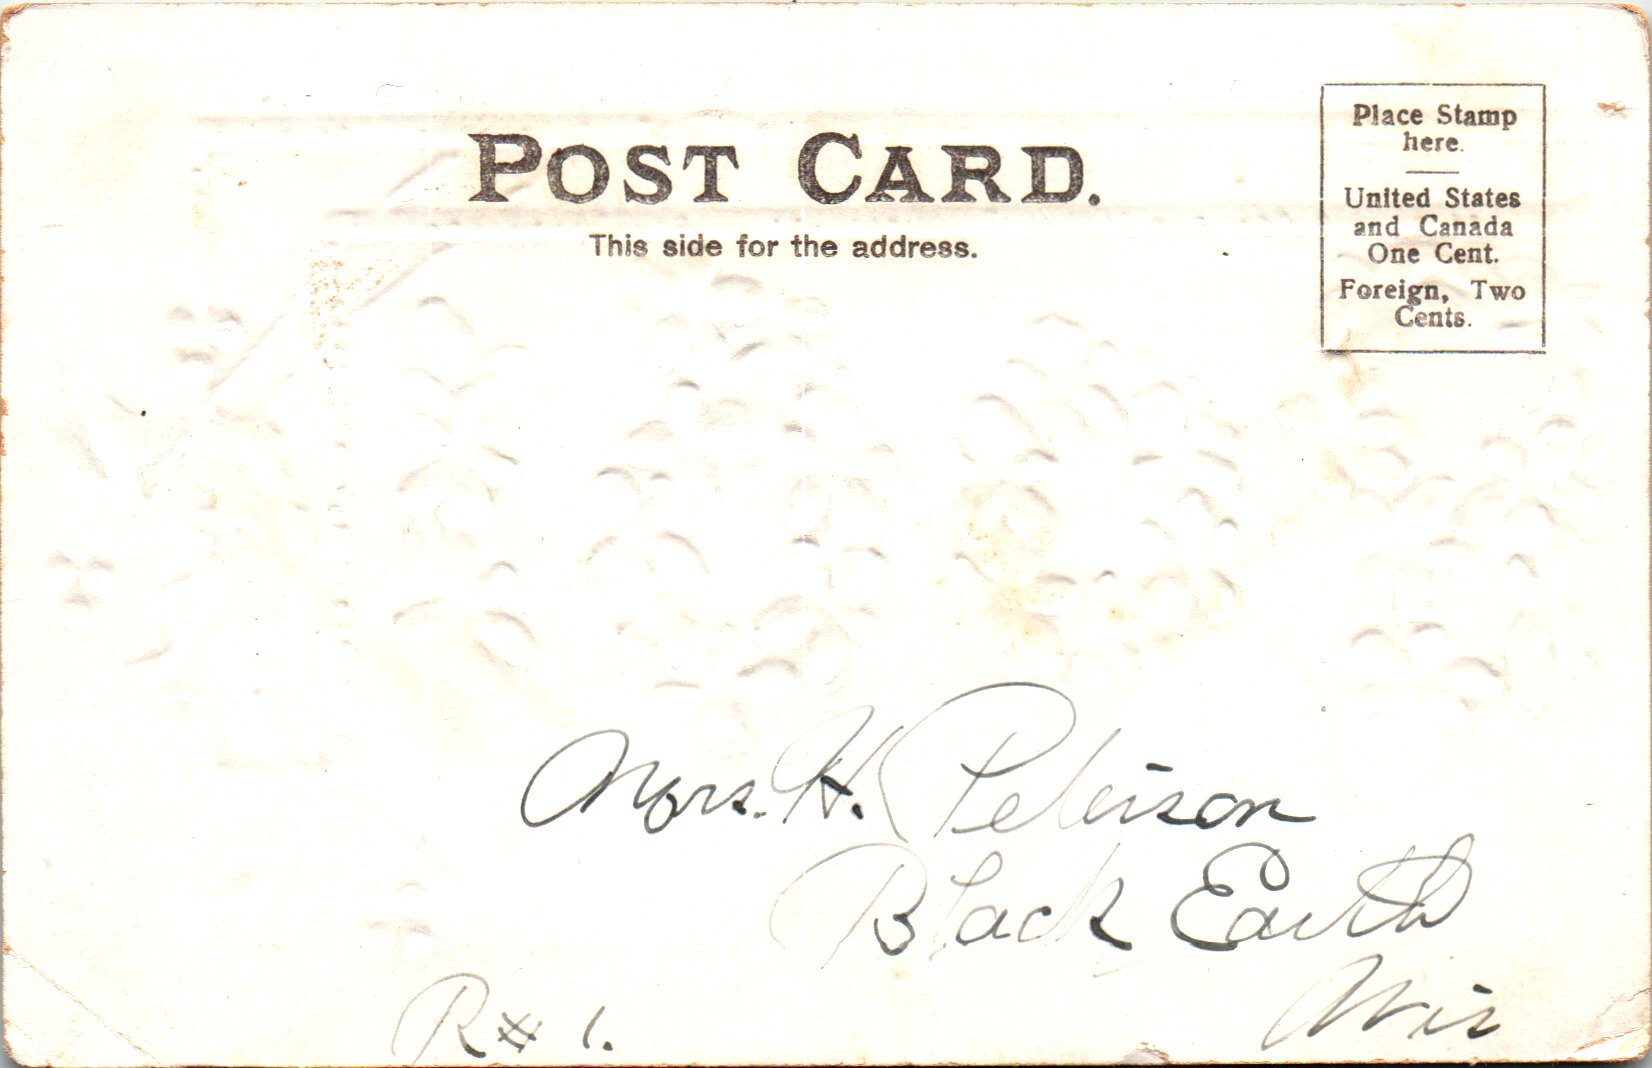 POST CARD.
This side for the address.
Place Stamp
here.
United States
and Canada
One Cent.
Foreign, Two
Cents.
Mrs. H. Peterson
Black Earth
Wis
R # 1.